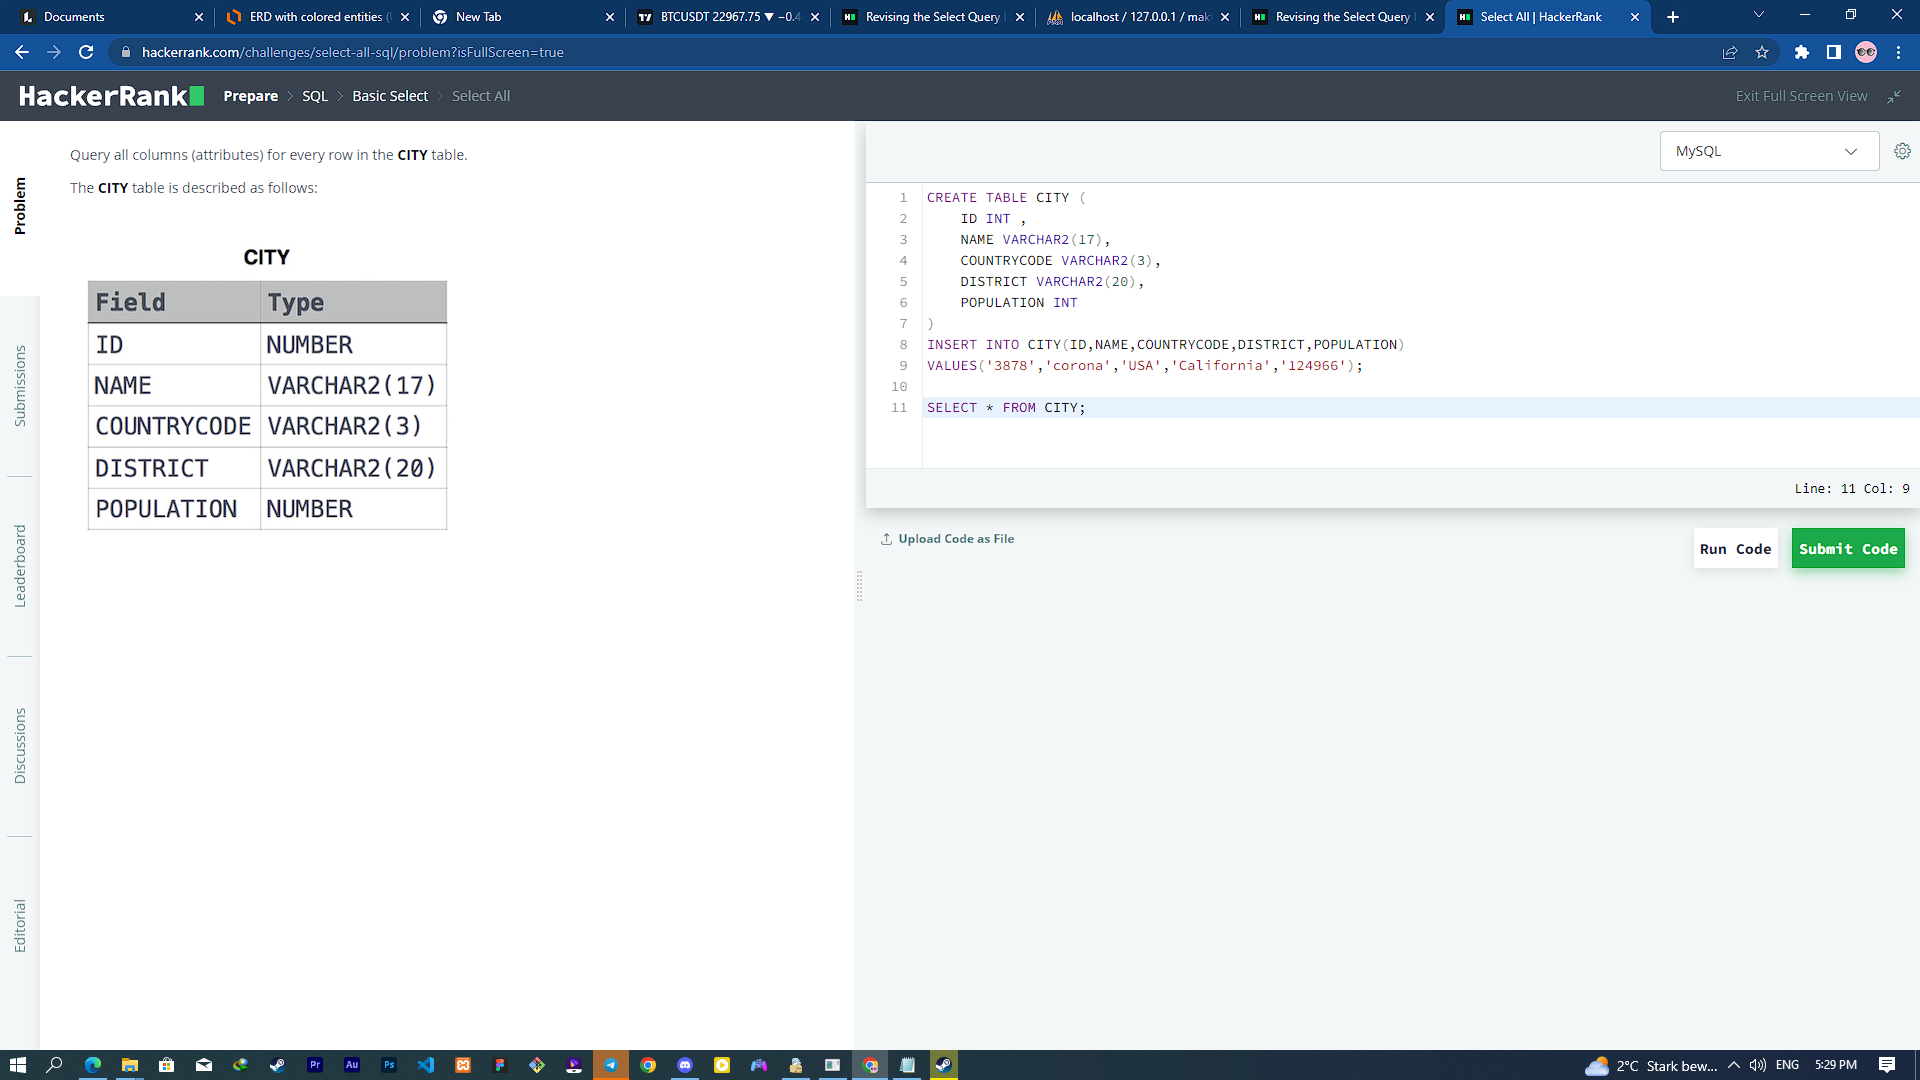 Documents
ERD with colored entities (
New Tab
BTCUSDT 22967.75 ▼ −0.4
Revising the Select Query
localhost / 127.0.0.1 / mak
Revising the Select Query
Select All | HackerRank
hackerrank.com/challenges/select-all-sql/problem?isFullScreen=true
HackerRank
Prepare > SQL > Basic Select > Select All
Exit Full Screen View
Problem
Submissions
Leaderboard
Discussions
Editorial
Query all columns (attributes) for every row in the CITY table.
The CITY table is described as follows:
CITY
Field Type
ID NUMBER
NAME VARCHAR2(17)
COUNTRYCODE VARCHAR2(3)
DISTRICT VARCHAR2(20)
POPULATION NUMBER
MySQL
1 CREATE TABLE CITY (
2 ID INT ,
3 NAME VARCHAR2(17),
4 COUNTRYCODE VARCHAR2(3),
5 DISTRICT VARCHAR2(20),
6 POPULATION INT
7 )
8 INSERT INTO CITY(ID,NAME,COUNTRYCODE,DISTRICT,POPULATION)
9 VALUES('3878','corona','USA','California','124966');
10
11 SELECT * FROM CITY;
Line: 11 Col: 9
Upload Code as File
Run Code
Submit Code
Pr
Au
Ps
2°C Stark bew...
ENG
5:29 PM